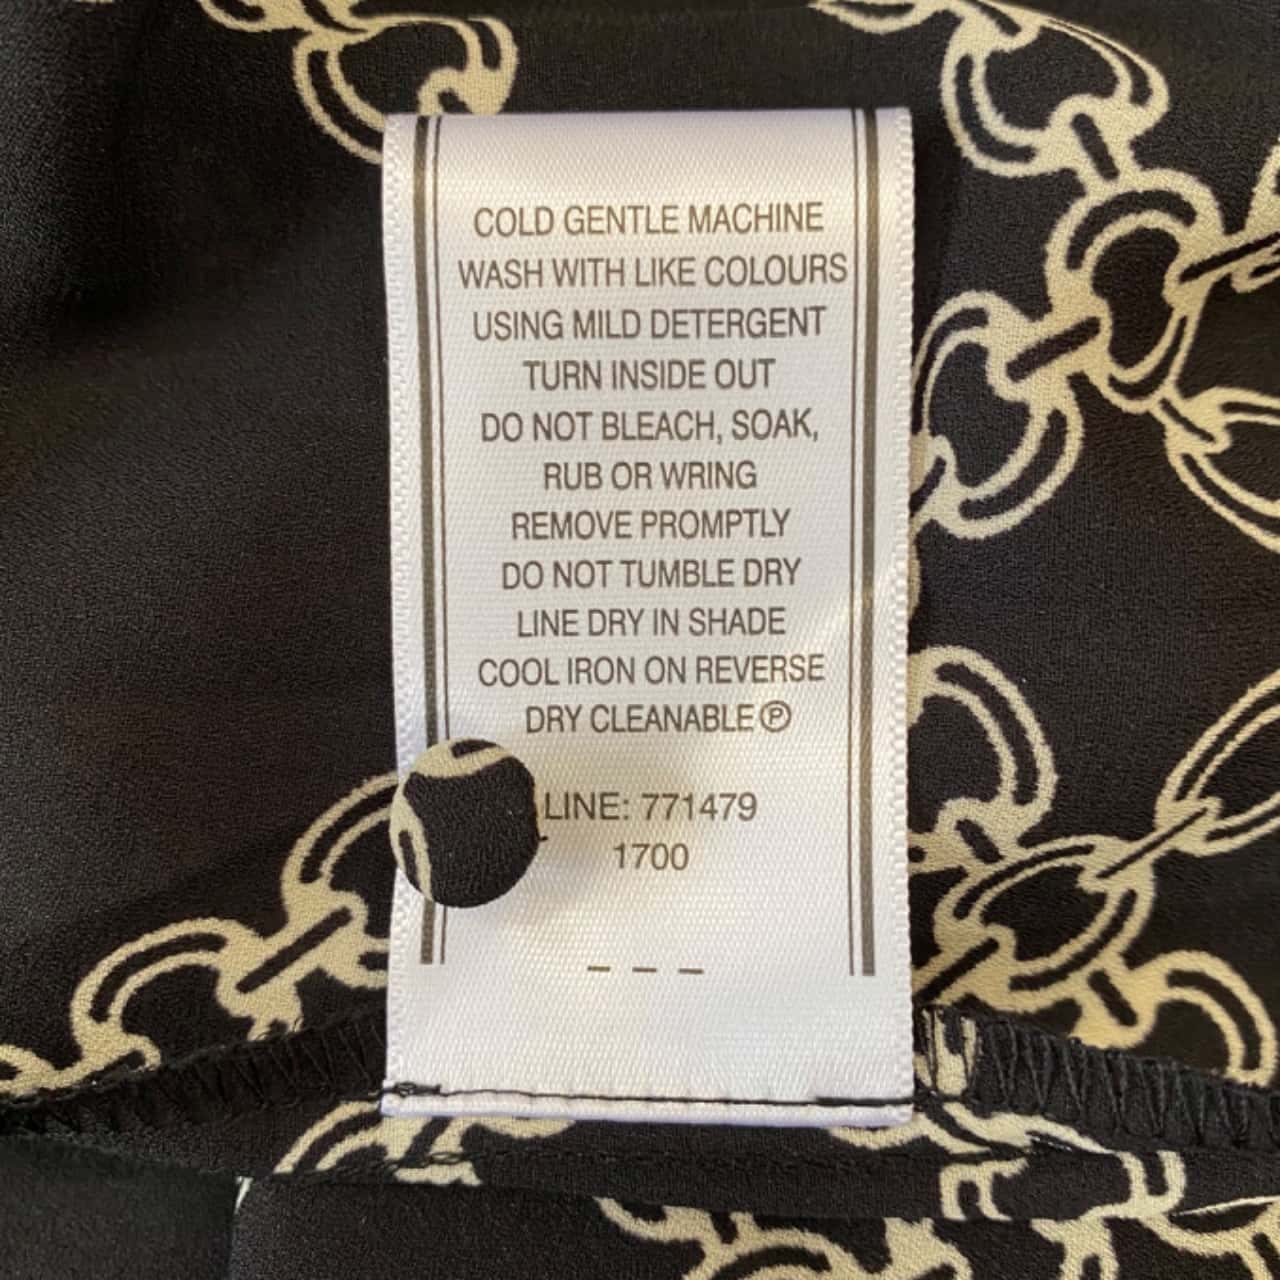 COLD GENTLE MACHINE
WASH WITH LIKE COLOURS
USING MILD DETERGENT
TURN INSIDE OUT
DO NOT BLEACH, SOAK,
RUB OR WRING
REMOVE PROMPTLY
DO NOT TUMBLE DRY
LINE DRY IN SHADE
COOL IRON ON REVERSE
DRY CLEANABLE Ⓟ
LINE: 771479
1700